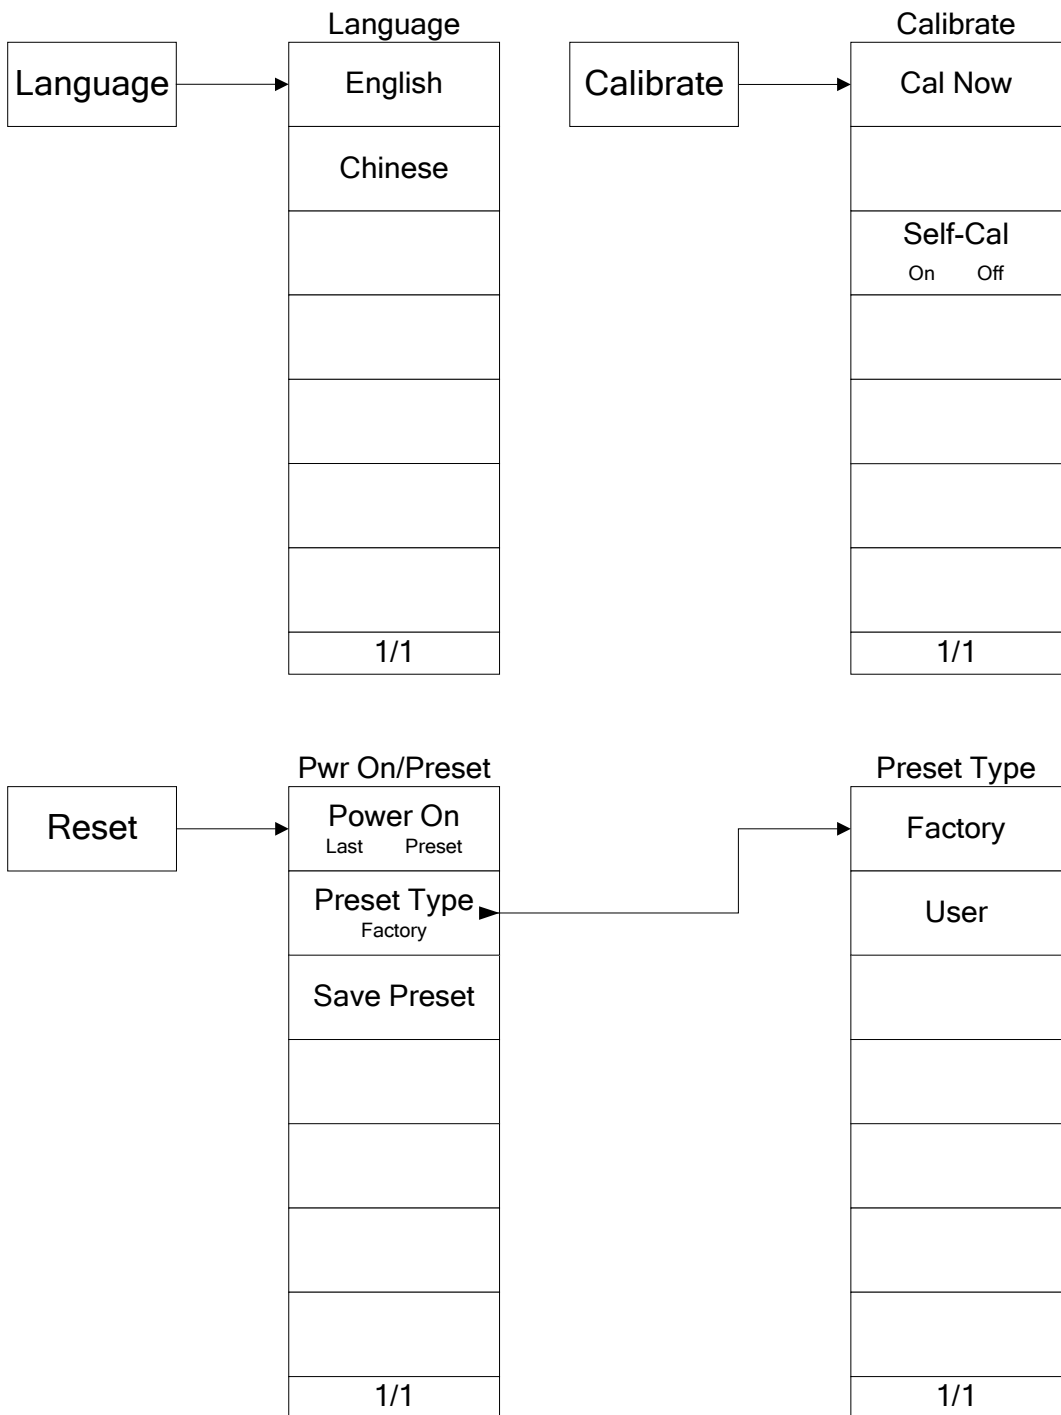 Language
Language
English
Chinese
1/1
Calibrate
Calibrate
Cal Now
Self-Cal
On Off
1/1
Reset
Pwr On/Preset
Power On
Last Preset
Preset Type
Factory
Save Preset
1/1
Preset Type
Factory
User
1/1